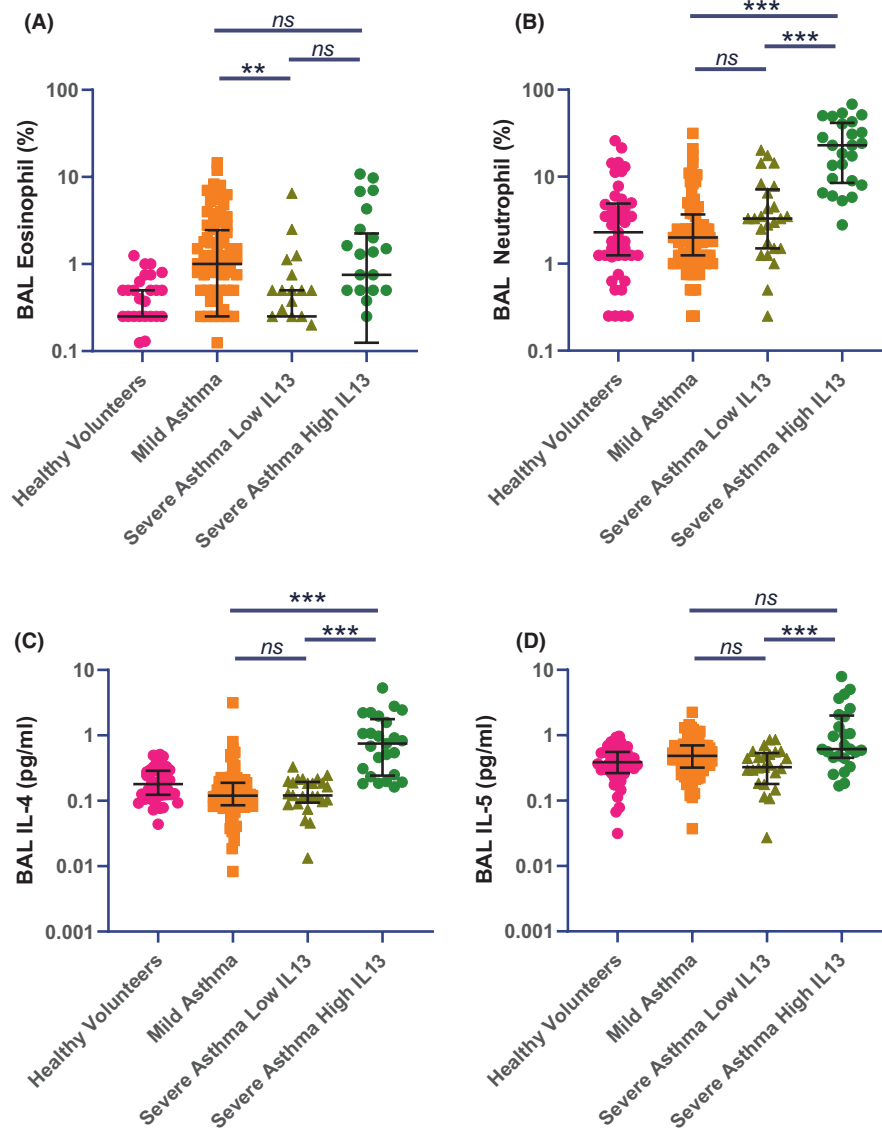 (A)
ns
ns
**
BAL Eosinophil (%)
100
10
1
0.1
Healthy Volunteers
Mild Asthma
Severe Asthma Low IL13
Severe Asthma High IL13
(B)
***
***
ns
BAL Neutrophil (%)
100
10
1
0.1
Healthy Volunteers
Mild Asthma
Severe Asthma Low IL13
Severe Asthma High IL13
(C)
***
***
ns
BAL IL-4 (pg/ml)
10
1
0.1
0.01
0.001
Healthy Volunteers
Mild Asthma
Severe Asthma Low IL13
Severe Asthma High IL13
(D)
ns
***
ns
BAL IL-5 (pg/ml)
10
1
0.1
0.01
0.001
Healthy Volunteers
Mild Asthma
Severe Asthma Low IL13
Severe Asthma High IL13